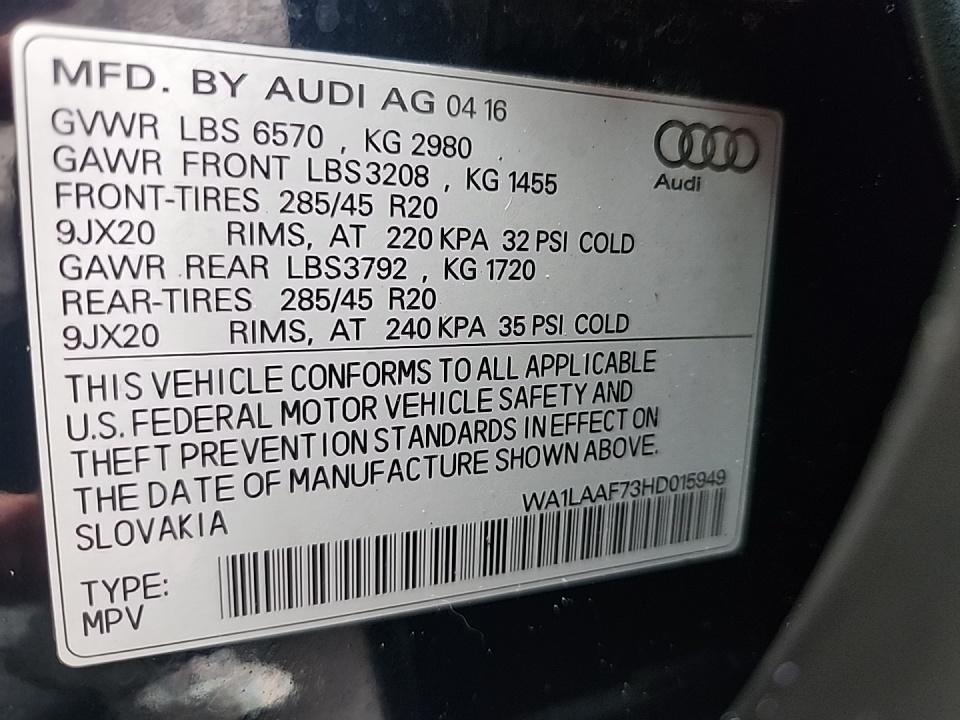 MFD. BY AUDI AG 04 16
GVWR LBS 6570 , KG 2980
GAWR FRONT LBS3208 , KG 1455
FRONT-TIRES 285/45 R20
9JX20 RIMS, AT 220 KPA 32 PSI COLD
GAWR REAR LBS3792 , KG 1720
REAR-TIRES 285/45 R20
9JX20 RIMS, AT 240 KPA 35 PSI COLD
Audi
THIS VEHICLE CONFORMS TO ALL APPLICABLE
U.S. FEDERAL MOTOR VEHICLE SAFETY AND
THEFT PREVENTION STANDARDS IN EFFECT ON
THE DATE OF MANUFACTURE SHOWN ABOVE.
SLOVAKIA
WA1LAAF73HD015949
TYPE:
MPV